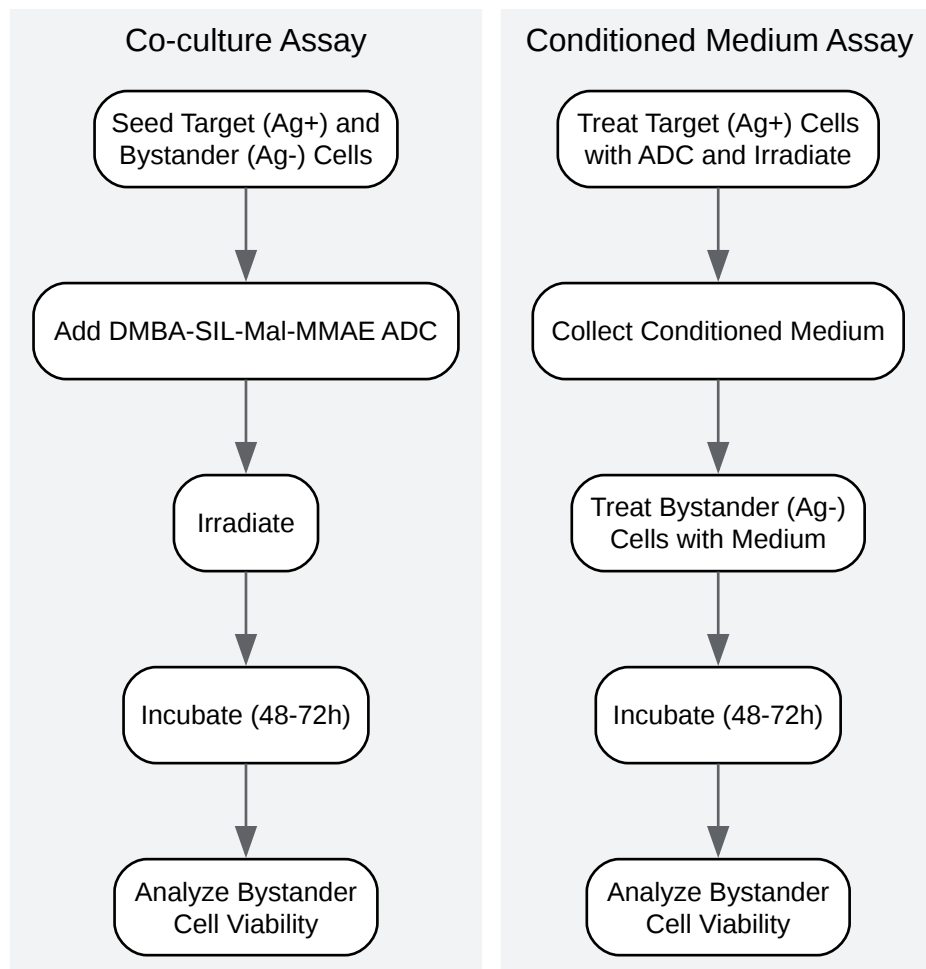 Co-culture Assay
Seed Target (Ag+) and
Bystander (Ag-) Cells
Add DMBA-SIL-Mal-MMAE ADC
Irradiate
Incubate (48-72h)
Analyze Bystander
Cell Viability
Conditioned Medium Assay
Treat Target (Ag+) Cells
with ADC and Irradiate
Collect Conditioned Medium
Treat Bystander (Ag-)
Cells with Medium
Incubate (48-72h)
Analyze Bystander
Cell Viability